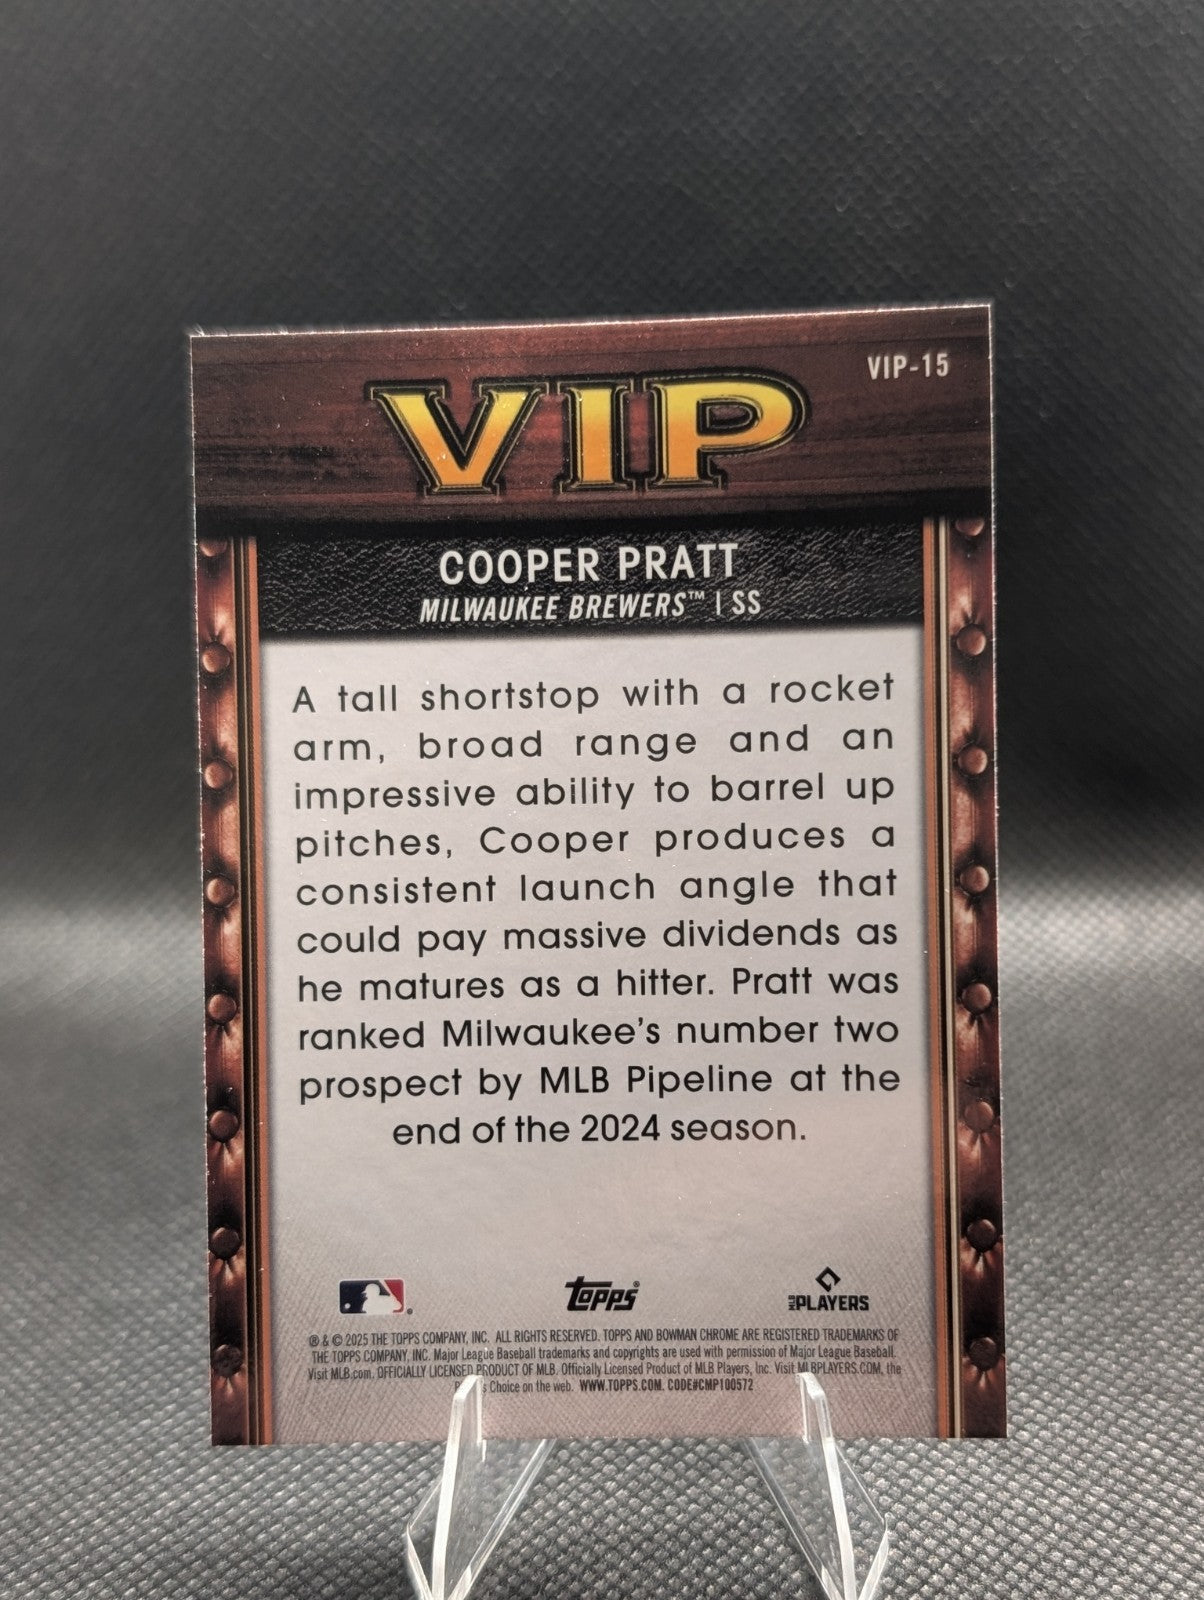 VIP-15
VIP
COOPER PRATT
MILWAUKEE BREWERS™ | SS
A tall shortstop with a rocket
arm, broad range and an
impressive ability to barrel up
pitches, Cooper produces a
consistent launch angle that
could pay massive dividends as
he matures as a hitter. Pratt was
ranked Milwaukee's number two
prospect by MLB Pipeline at the
end of the 2024 season.
topps®
MLB PLAYERS
® & © 2025 THE TOPPS COMPANY, INC. ALL RIGHTS RESERVED. TOPPS AND BOWMAN CHROME ARE REGISTERED TRADEMARKS OF
THE TOPPS COMPANY, INC. Major League Baseball trademarks and copyrights are used with permission of Major League Baseball.
Visit MLB.com. OFFICIALLY LICENSED PRODUCT OF MLB. Officially Licensed Product of MLB Players, Inc. Visit MLBPLAYERS.COM, the
Choice on the web. WWW.TOPPS.COM. CODE#CMP100572